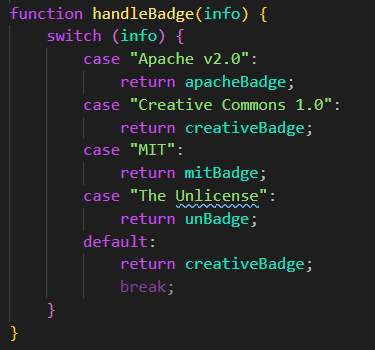 function handleBadge(info) {
    switch (info) {
        case "Apache v2.0":
            return apacheBadge;
        case "Creative Commons 1.0":
            return creativeBadge;
        case "MIT":
            return mitBadge;
        case "The Unlicense":
            return unBadge;
        default:
            return creativeBadge;
            break;
    }
}